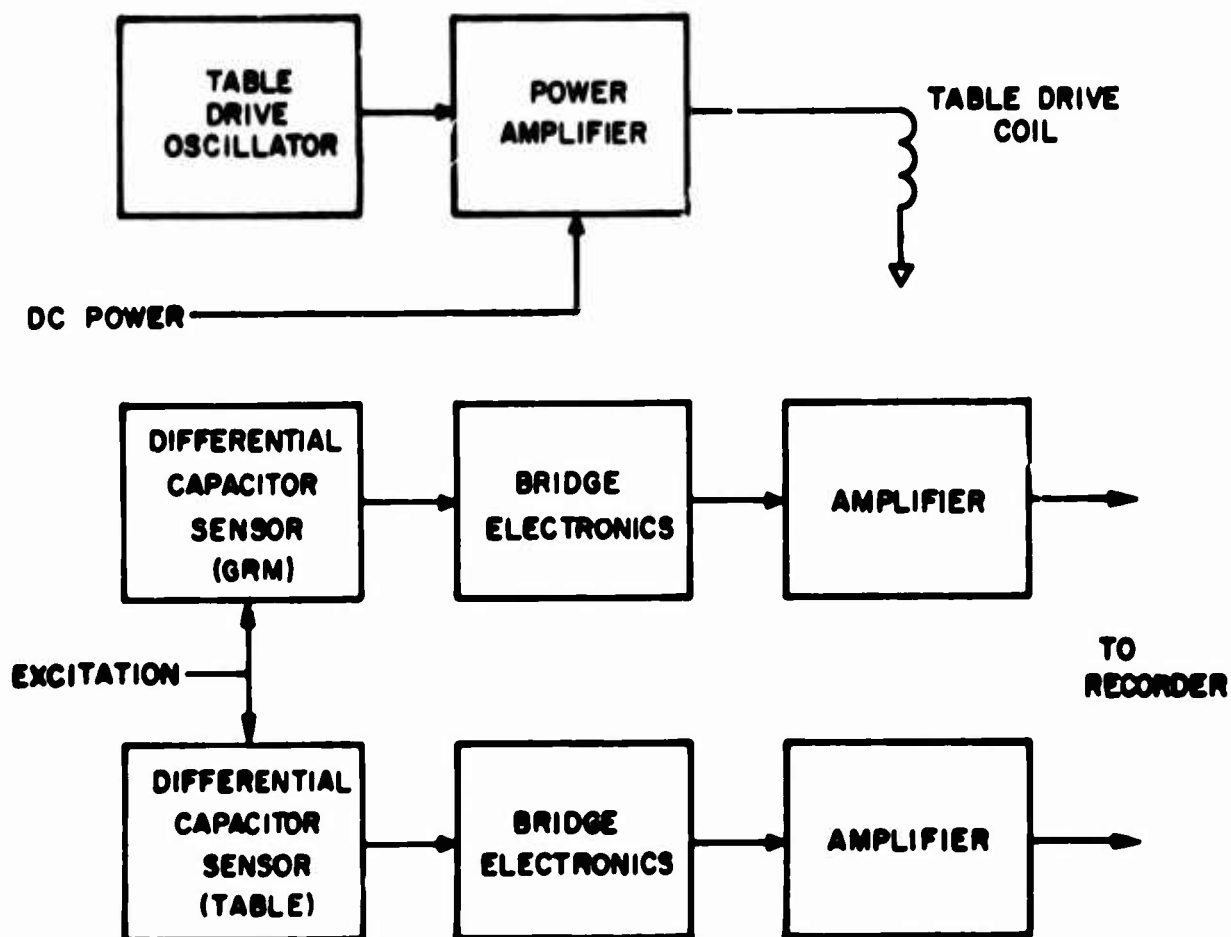 TABLE
DRIVE
OSCILLATOR
POWER
AMPLIFIER
TABLE DRIVE
COIL
DC POWER
DIFFERENTIAL
CAPACITOR
SENSOR
(GRM)
BRIDGE
ELECTRONICS
AMPLIFIER
EXCITATION
TO
RECORDER
DIFFERENTIAL
CAPACITOR
SENSOR
(TABLE)
BRIDGE
ELECTRONICS
AMPLIFIER